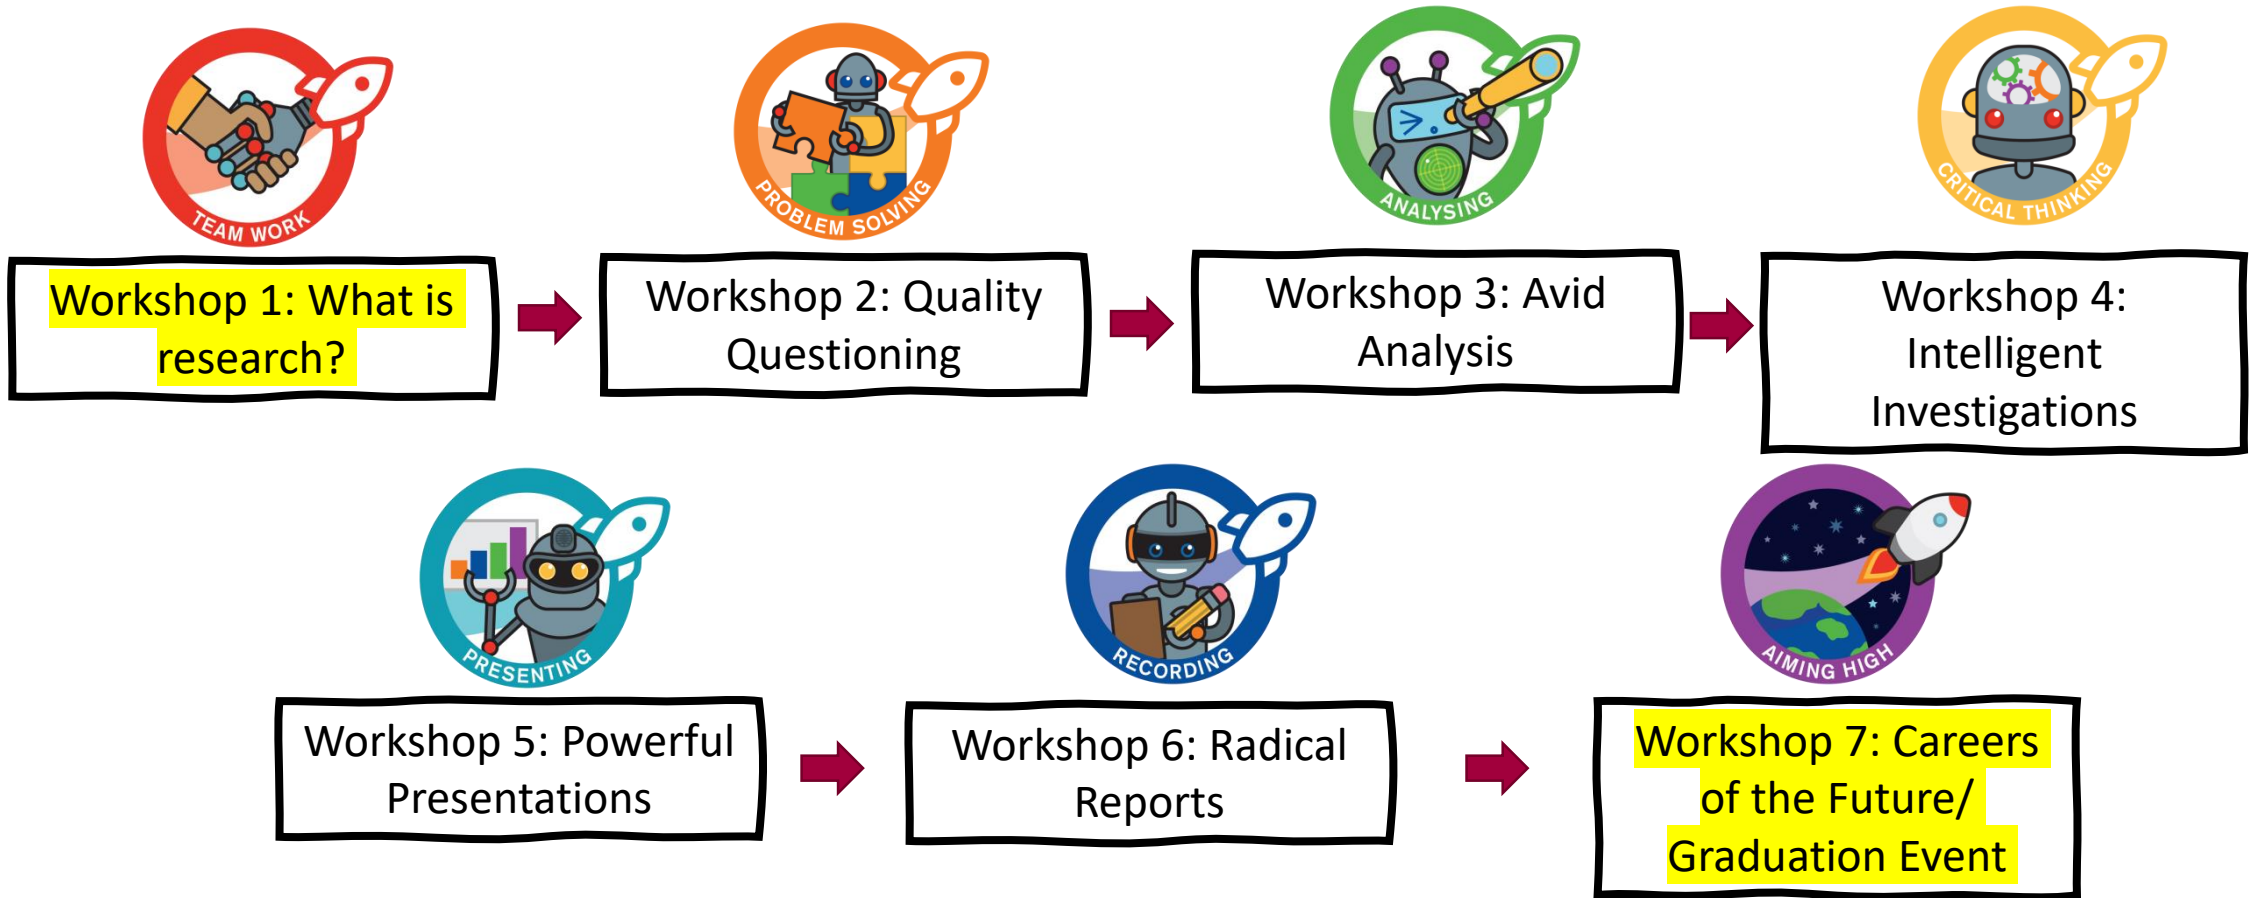 TEAM WORK
PROBLEM SOLVING
ANALYSING
CRITICAL THINKING
Workshop 1: What is
research?
Workshop 2: Quality
Questioning
Workshop 3: Avid
Analysis
Workshop 4:
Intelligent
Investigations
PRESENTING
RECORDING
AIMING HIGH
Workshop 5: Powerful
Presentations
Workshop 6: Radical
Reports
Workshop 7: Careers
of the Future/
Graduation Event